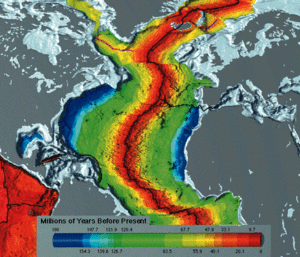 Millions of Years Before Present
180 147.7 131.9 120.4 67.7 47.9 33.1 9.7
154.3 139.6 126.7 83.5 55.9 40.1 20.1 0